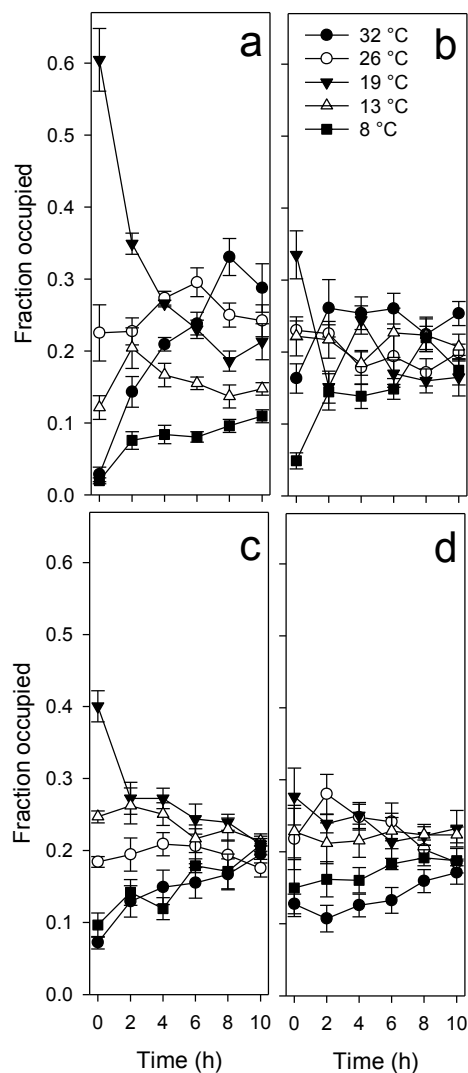 a
b
32 °C
26 °C
19 °C
13 °C
8 °C
0.6
0.5
0.4
0.3
0.2
0.1
0.0
Fraction occupied
c
d
0.6
0.5
0.4
0.3
0.2
0.1
0.0
Fraction occupied
0 2 4 6 8 10
0 2 4 6 8 10
Time (h)
Time (h)